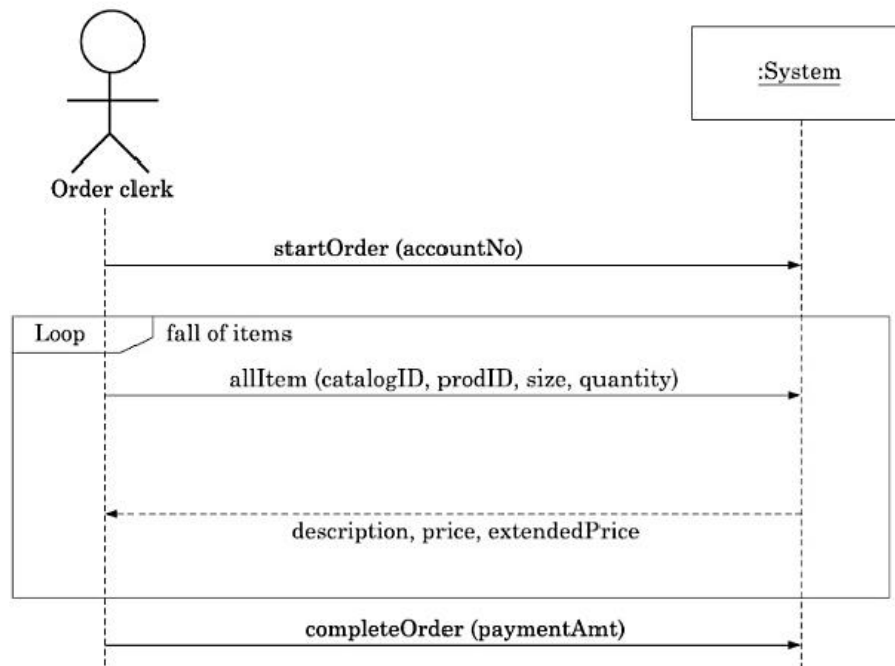 :System
Order clerk
startOrder (accountNo)
Loop
fall of items
allItem (catalogID, prodID, size, quantity)
description, price, extendedPrice
completeOrder (paymentAmt)